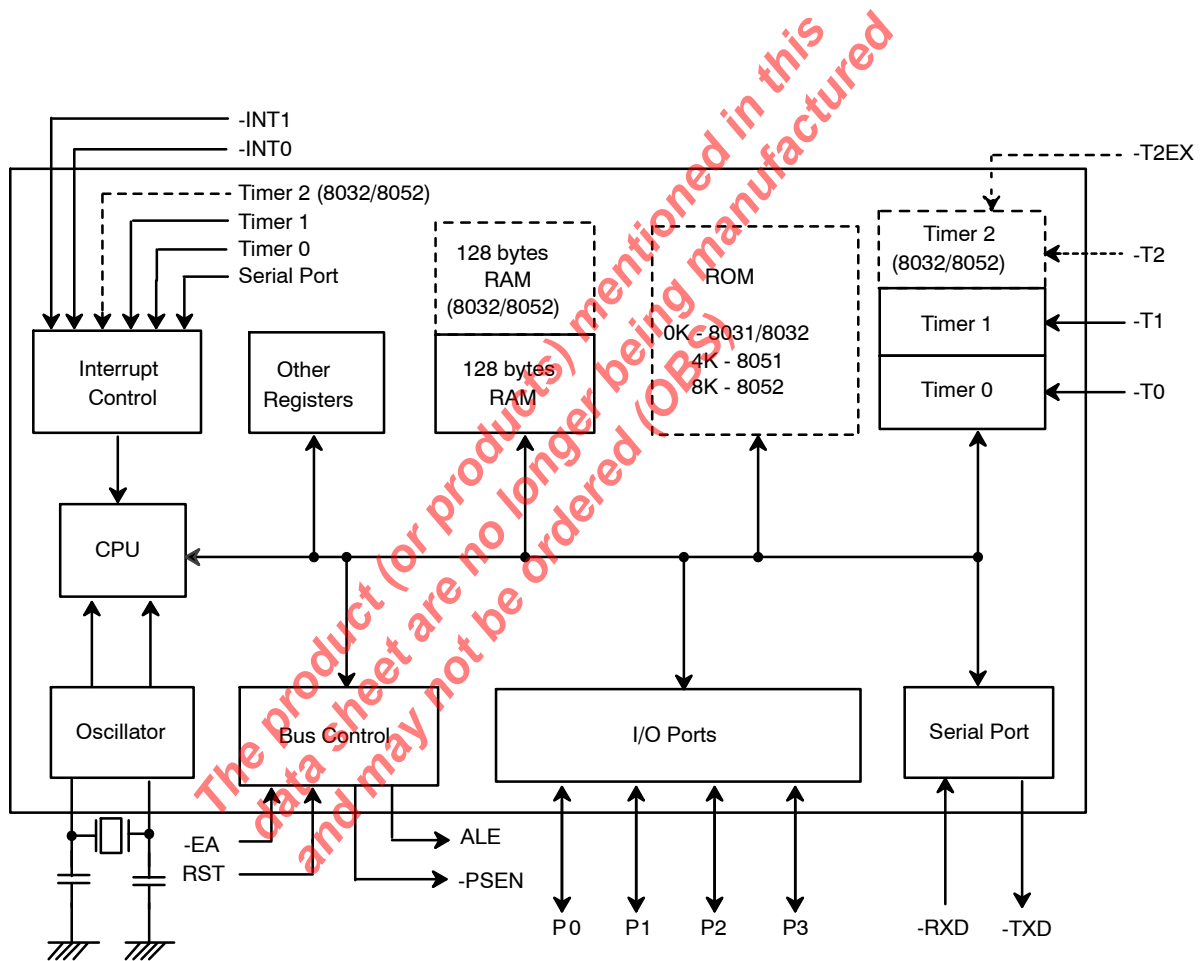 -INT1
-INT0
-T2EX
Timer 2 (8032/8052)
Timer 1
Timer 0
Serial Port
128 bytes
RAM
(8032/8052)
128 bytes
RAM
ROM
0K - 8031/8032
4K - 8051
8K - 8052
Timer 2
(8032/8052)
Timer 1
Timer 0
-T2
-T1
-T0
Interrupt
Control
Other
Registers
CPU
Oscillator
Bus Control
I/O Ports
Serial Port
-EA
RST
ALE
-PSEN
P0
P1
P2
P3
-RXD
-TXD
The product (or products) mentioned in this
data sheet are no longer being manufactured
and may not be ordered (OBS)